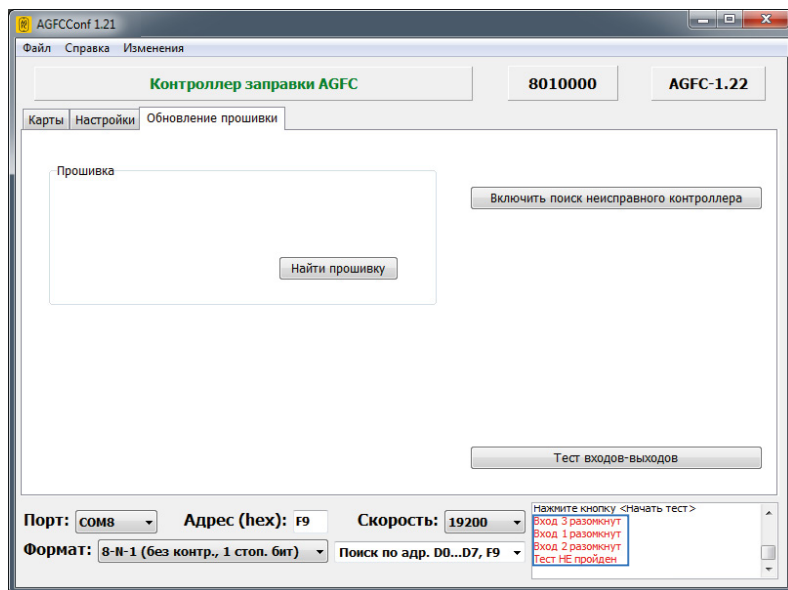 AGFCConf 1.21
Файл Справка Изменения
Контроллер заправки AGFC
8010000
AGFC-1.22
Карты Настройки Обновление прошивки
Прошивка
Включить поиск неисправного контроллера
Найти прошивку
Тест входов-выходов
Порт: COM8 Адрес (hex): F9 Скорость: 19200
Формат: 8-N-1 (без контр., 1 стоп. бит) Поиск по адр. D0...D7, F9
Нажмите кнопку <Начать тест>
Вход 3 разомкнут
Вход 1 разомкнут
Вход 2 разомкнут
Тест НЕ пройден